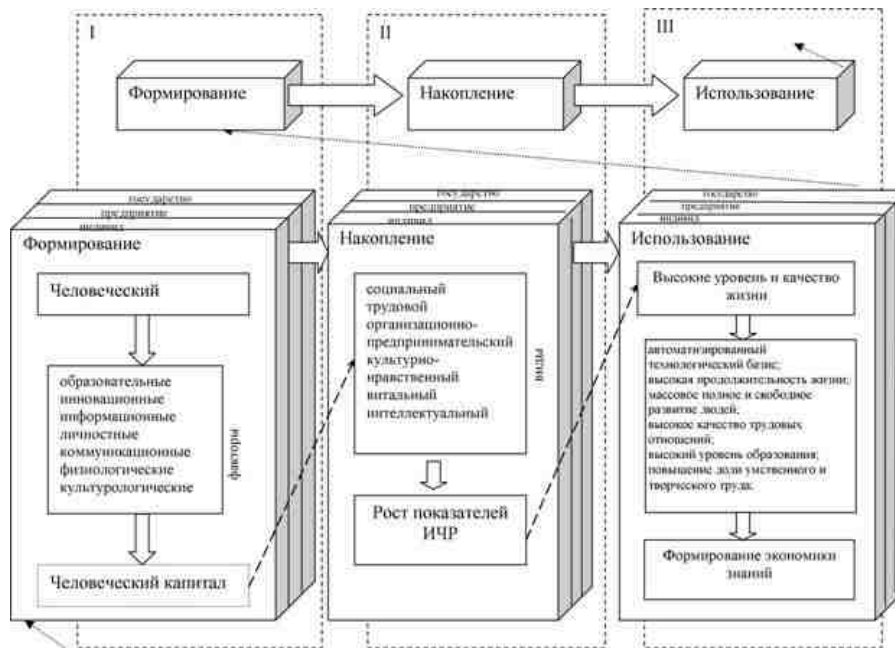 I
II
III
Формирование
Накопление
Использование
государство
предприятие
индивид
Формирование
Человеческий
образовательные
инновационные
информационные
личностные
коммуникационные
физиологические
культурологические
факторы
Человеческий капитал
государство
предприятие
индивид
Накопление
социальный
трудовой
организационно-
предпринимательский
культурно-
нравственный
витальный
интеллектуальный
виды
Рост показателей
ИЧР
государство
предприятие
индивид
Использование
Высокие уровень и качество
жизни
автоматизированный
технологический базис;
высокая продолжительность жизни;
массовое полное и свободное
развитие людей;
высокое качество трудовых
отношений;
высокий уровень образования;
повышение доли умственного и
творческого труда;
Формирование экономики
знаний